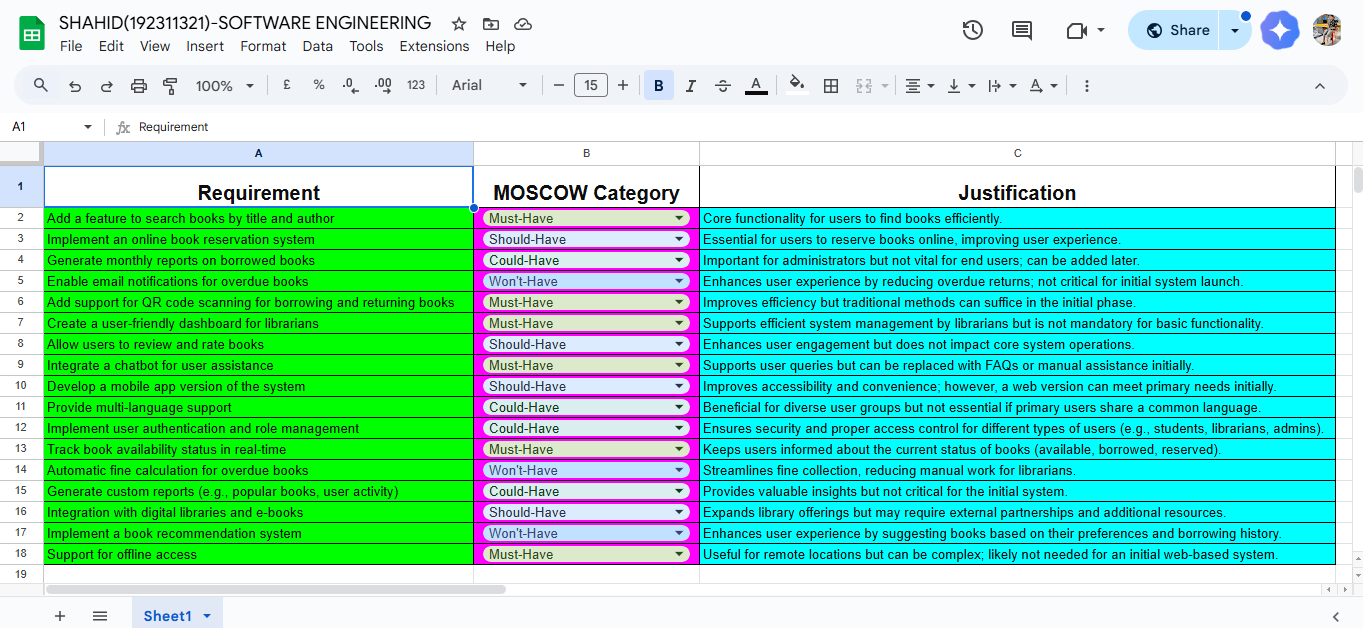 SHAHID(192311321)-SOFTWARE ENGINEERING
File Edit View Insert Format Data Tools Extensions Help
Share
100% £ % .0 .00 123 Arial 15 B I A A
A1 fx Requirement
A B C
1 Requirement MOSCOW Category Justification
2 Add a feature to search books by title and author Must-Have Core functionality for users to find books efficiently.
3 Implement an online book reservation system Should-Have Essential for users to reserve books online, improving user experience.
4 Generate monthly reports on borrowed books Could-Have Important for administrators but not vital for end users; can be added later.
5 Enable email notifications for overdue books Won't-Have Enhances user experience by reducing overdue returns; not critical for initial system launch.
6 Add support for QR code scanning for borrowing and returning books Must-Have Improves efficiency but traditional methods can suffice in the initial phase.
7 Create a user-friendly dashboard for librarians Must-Have Supports efficient system management by librarians but is not mandatory for basic functionality.
8 Allow users to review and rate books Should-Have Enhances user engagement but does not impact core system operations.
9 Integrate a chatbot for user assistance Must-Have Supports user queries but can be replaced with FAQs or manual assistance initially.
10 Develop a mobile app version of the system Should-Have Improves accessibility and convenience; however, a web version can meet primary needs initially.
11 Provide multi-language support Could-Have Beneficial for diverse user groups but not essential if primary users share a common language.
12 Implement user authentication and role management Could-Have Ensures security and proper access control for different types of users (e.g., students, librarians, admins).
13 Track book availability status in real-time Must-Have Keeps users informed about the current status of books (available, borrowed, reserved).
14 Automatic fine calculation for overdue books Won't-Have Streamlines fine collection, reducing manual work for librarians.
15 Generate custom reports (e.g., popular books, user activity) Could-Have Provides valuable insights but not critical for the initial system.
16 Integration with digital libraries and e-books Should-Have Expands library offerings but may require external partnerships and additional resources.
17 Implement a book recommendation system Won't-Have Enhances user experience by suggesting books based on their preferences and borrowing history.
18 Support for offline access Must-Have Useful for remote locations but can be complex; likely not needed for an initial web-based system.
19
Sheet1